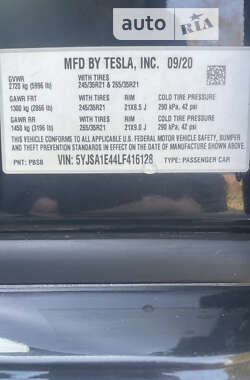 auto RIA
MFD BY TESLA, INC. 09/20
GVWR WITH TIRES
2720 kg (5996 lb) 245/35R21 & 265/35R21
GAWR FRT WITH TIRES RIM COLD TIRE PRESSURE
1300 kg (2866 lb) 245/35R21 21X8.5 J 290 kPa, 42 psi
GAWR RR WITH TIRES RIM COLD TIRE PRESSURE
1450 kg (3196 lb) 265/35R21 21X9.0 J 290 kPa, 42 psi
THIS VEHICLE CONFORMS TO ALL APPLICABLE U.S.
FEDERAL MOTOR VEHICLE SAFETY, BUMPER, AND THEFT
PREVENTION STANDARDS IN EFFECT ON THE DATE OF
MANUFACTURE SHOWN ABOVE.
PNT: PBSB VIN: 5YJSA1E44LF416128 TYPE: PASSENGER CAR